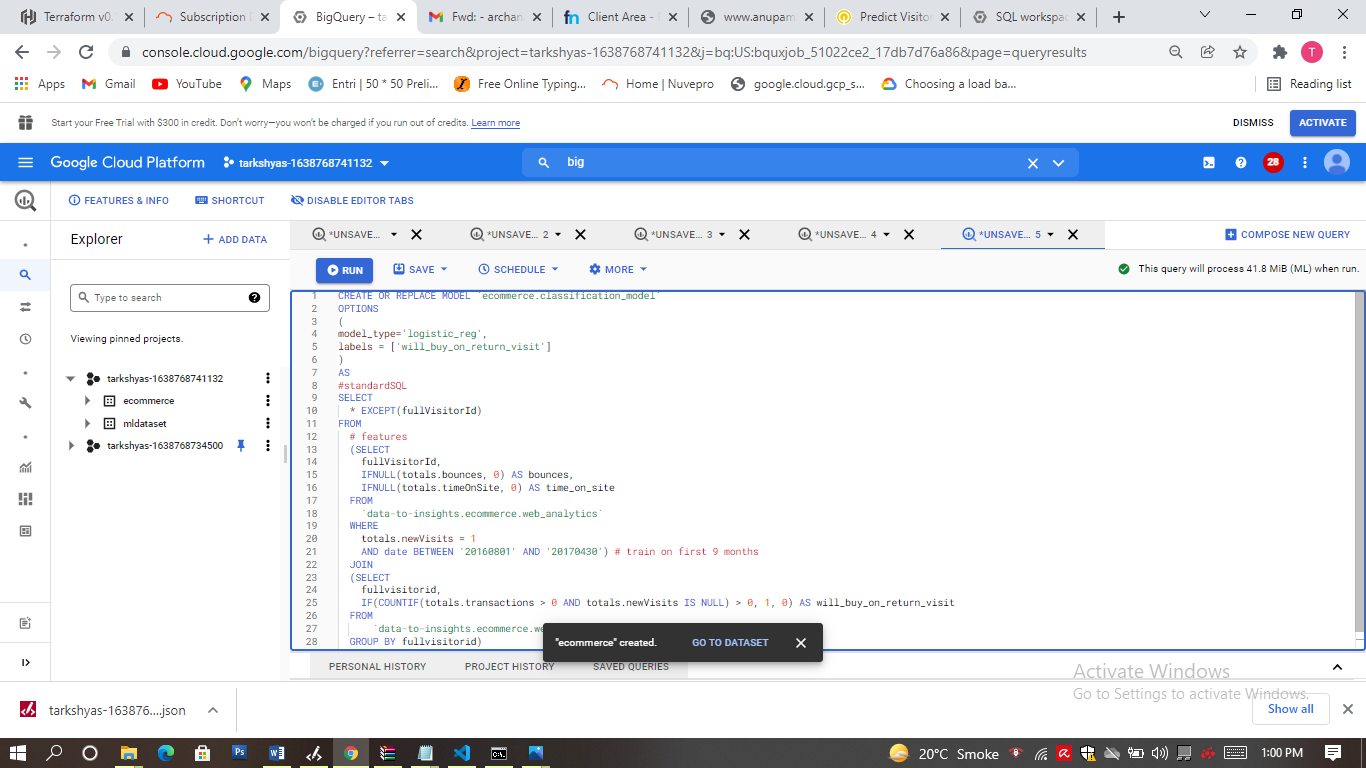 Terraform v0.
Subscription
BigQuery – ta
Fwd: - archan
Client Area -
www.anupam
Predict Visito
SQL workspa
console.cloud.google.com/bigquery?referrer=search&project=tarkshyas-1638768741132&j=bq:US:bquxjob_51022ce2_17db7d76a86&page=queryresults
T
Apps
Gmail
YouTube
Maps
Entri | 50 * 50 Preli...
Free Online Typing...
Home | Nuvepro
google.cloud.gcp_s...
Choosing a load ba...
Reading list
Start your Free Trial with $300 in credit. Don't worry—you won't be charged if you run out of credits. Learn more
DISMISS
ACTIVATE
Google Cloud Platform
tarkshyas-1638768741132
big
28
FEATURES & INFO
SHORTCUT
DISABLE EDITOR TABS
Explorer
+ ADD DATA
*UNSAVE...
*UNSAVE... 2
*UNSAVE... 3
*UNSAVE... 4
*UNSAVE... 5
COMPOSE NEW QUERY
RUN
SAVE
SCHEDULE
MORE
This query will process 41.8 MiB (ML) when run.
Type to search
Viewing pinned projects.
tarkshyas-1638768741132
ecommerce
mldataset
tarkshyas-1638768734500
1 CREATE OR REPLACE MODEL `ecommerce.classification_model`
2 OPTIONS
3 (
4 model_type='logistic_reg',
5 labels = ['will_buy_on_return_visit']
6 )
7 AS
8 #standardSQL
9 SELECT
10 * EXCEPT(fullVisitorId)
11 FROM
12 # features
13 (SELECT
14 fullVisitorId,
15 IFNULL(totals.bounces, 0) AS bounces,
16 IFNULL(totals.timeOnSite, 0) AS time_on_site
17 FROM
18 `data-to-insights.ecommerce.web_analytics`
19 WHERE
20 totals.newVisits = 1
21 AND date BETWEEN '20160801' AND '20170430') # train on first 9 months
22 JOIN
23 (SELECT
24 fullvisitorid,
25 IF(COUNTIF(totals.transactions > 0 AND totals.newVisits IS NULL) > 0, 1, 0) AS will_buy_on_return_visit
26 FROM
27 `data-to-insights.ecommerce.we
28 GROUP BY fullvisitorid)
"ecommerce" created.
GO TO DATASET
PERSONAL HISTORY
PROJECT HISTORY
SAVED QUERIES
Activate Windows
Go to Settings to activate Windows.
tarkshyas-163876....json
Show all
20°C Smoke
1:00 PM